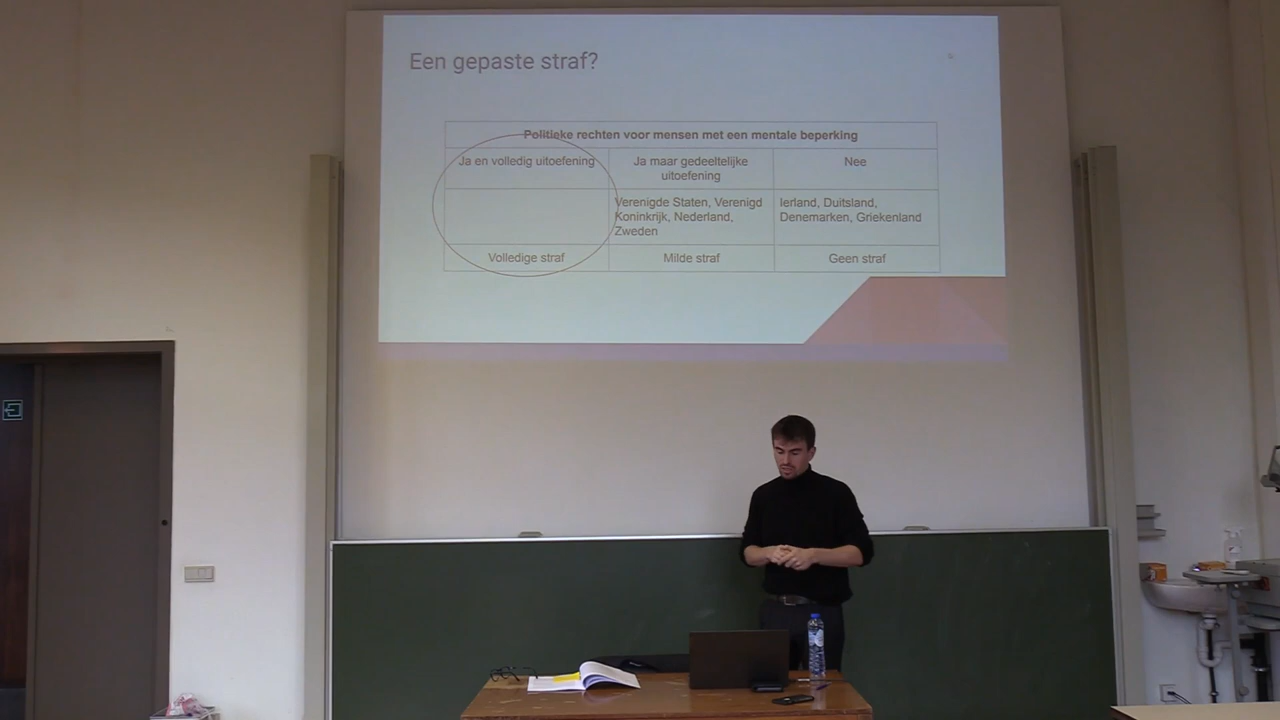 Een gepaste straf?
Politieke rechten voor mensen met een mentale beperking
Ja en volledig uitoefening
Ja maar gedeeltelijke
uitoefening
Nee
Verenigde Staten, Verenigd
Koninkrijk, Nederland,
Zweden
Ierland, Duitsland,
Denemarken, Griekenland
Volledige straf
Milde straf
Geen straf